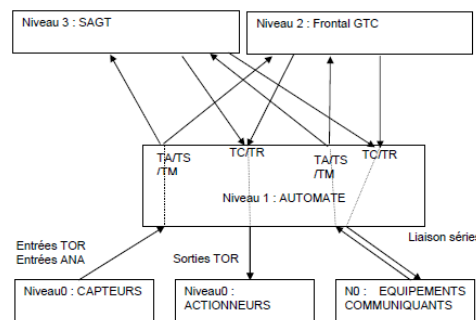 Niveau 3 : SAGT
Niveau 2 : Frontal GTC
TA/TS
/TM
TC/TR
TA/TS
/TM
TC/TR
Niveau 1 : AUTOMATE
Entrées TOR
Entrées ANA
Sorties TOR
Liaison séries
Niveau0 : CAPTEURS
Niveau0 :
ACTIONNEURS
N0 : EQUIPEMENTS
COMMUNIQUANTS